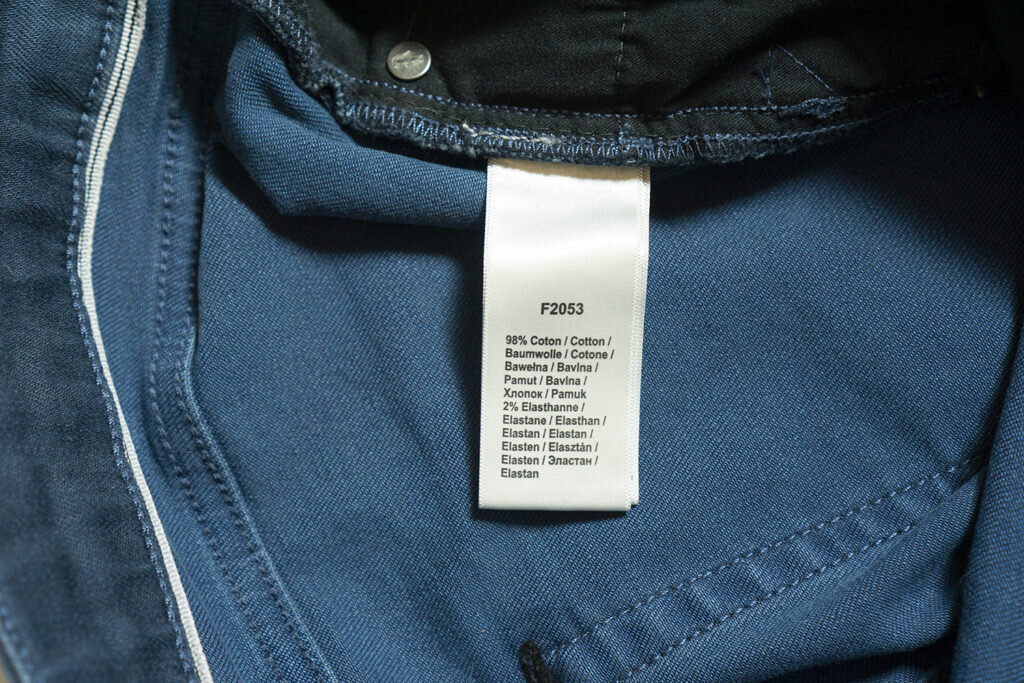 F2053
98% Coton / Cotton /
Baumwolle / Cotone /
Bawełna / Bavlna /
Pamut / Bavlna /
Хлопок / Pamuk
2% Elasthanne /
Elastane / Elasthan /
Elastan / Elastan /
Elasten / Elasztán /
Elasten / Эластан /
Elastan